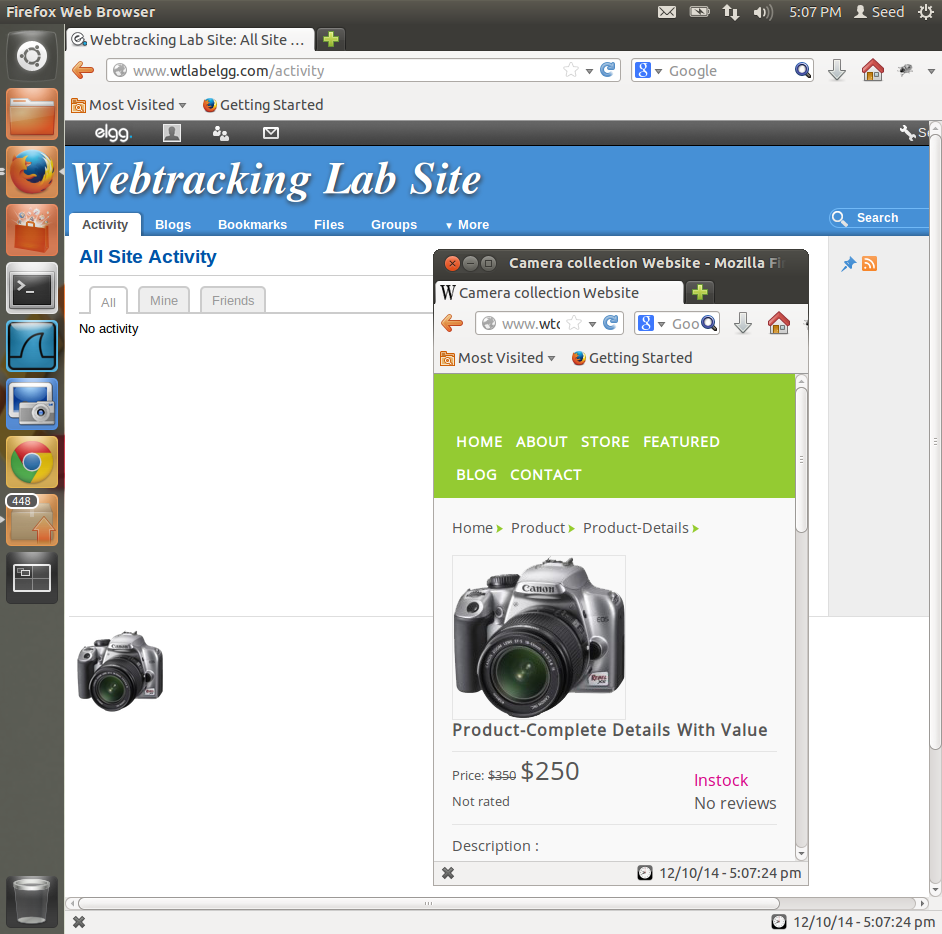 Firefox Web Browser
5:07 PM Seed
Webtracking Lab Site: All Site ...
www.wtlabelgg.com/activity
Google
Most Visited
Getting Started
elgg.
Webtracking Lab Site
Activity Blogs Bookmarks Files Groups ▼ More
Search
All Site Activity
All Mine Friends
No activity
448
Camera collection Website - Mozilla
Camera collection Website
www.wtc
Goo
Most Visited
Getting Started
HOME ABOUT STORE FEATURED
BLOG CONTACT
Home Product Product-Details
Canon
EOS
Product-Complete Details With Value
Price: $350 $250
Instock
Not rated
No reviews
Description :
12/10/14 - 5:07:24 pm
12/10/14 - 5:07:24 pm